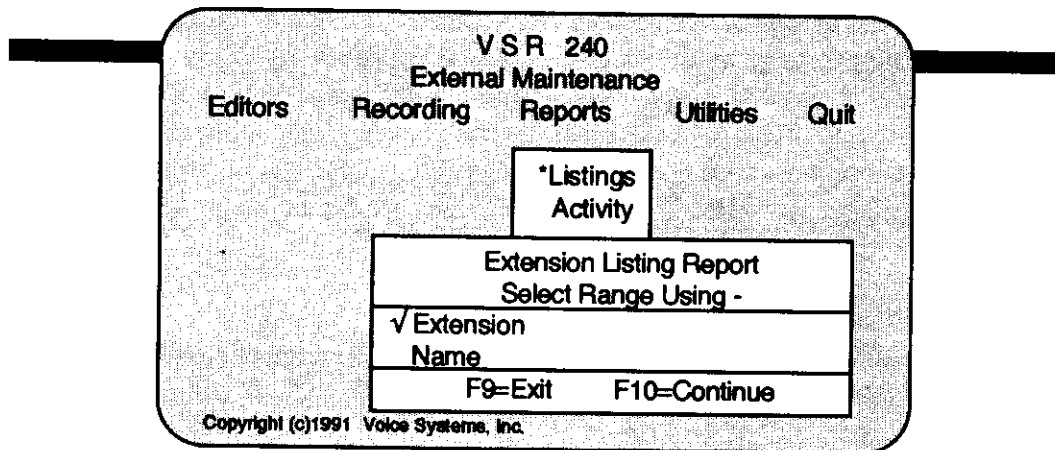 V S R 240
External Maintenance
Editors Recording Reports Utilities Quit
*Listings
Activity
Extension Listing Report
Select Range Using -
√ Extension
Name
F9=Exit F10=Continue
Copyright (c)1991 Voice Systems, Inc.